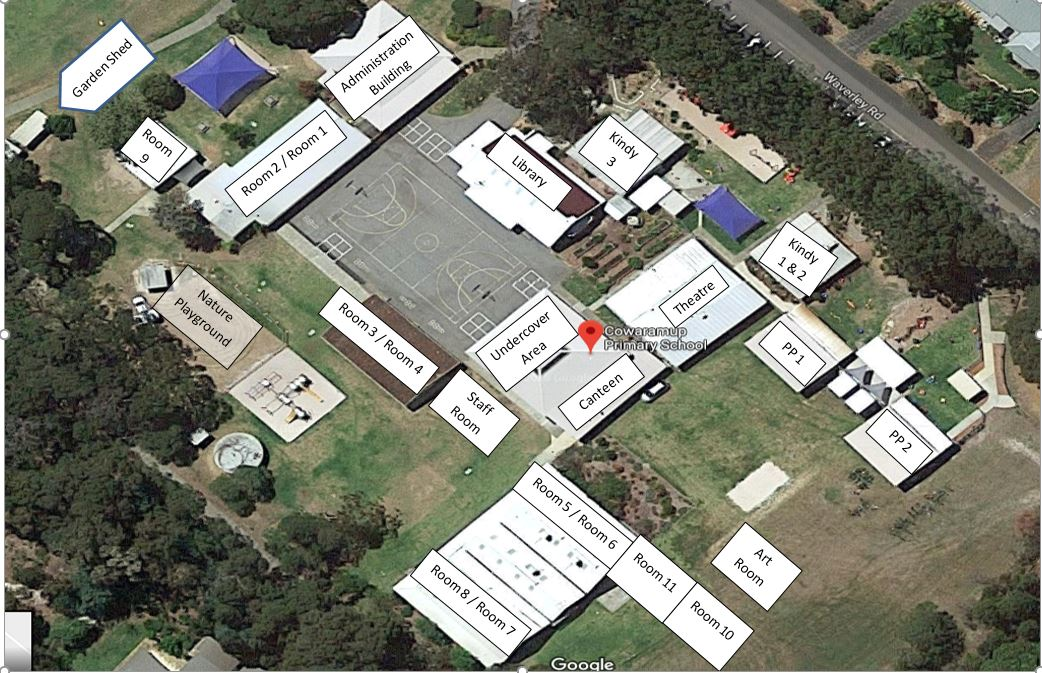 Garden Shed
Administration
Building
Waverley Rd
Room
9
Room 2 / Room 1
Library
Kindy
3
Kindy
1 & 2
Nature
Playground
Theatre
Room 3 / Room 4
Undercover
Area
Cowaramup
Primary School
PP 1
Canteen
Staff
Room
PP 2
Room 5 / Room 6
Art
Room
Room 11
Room 8 / Room 7
Room 10
Google